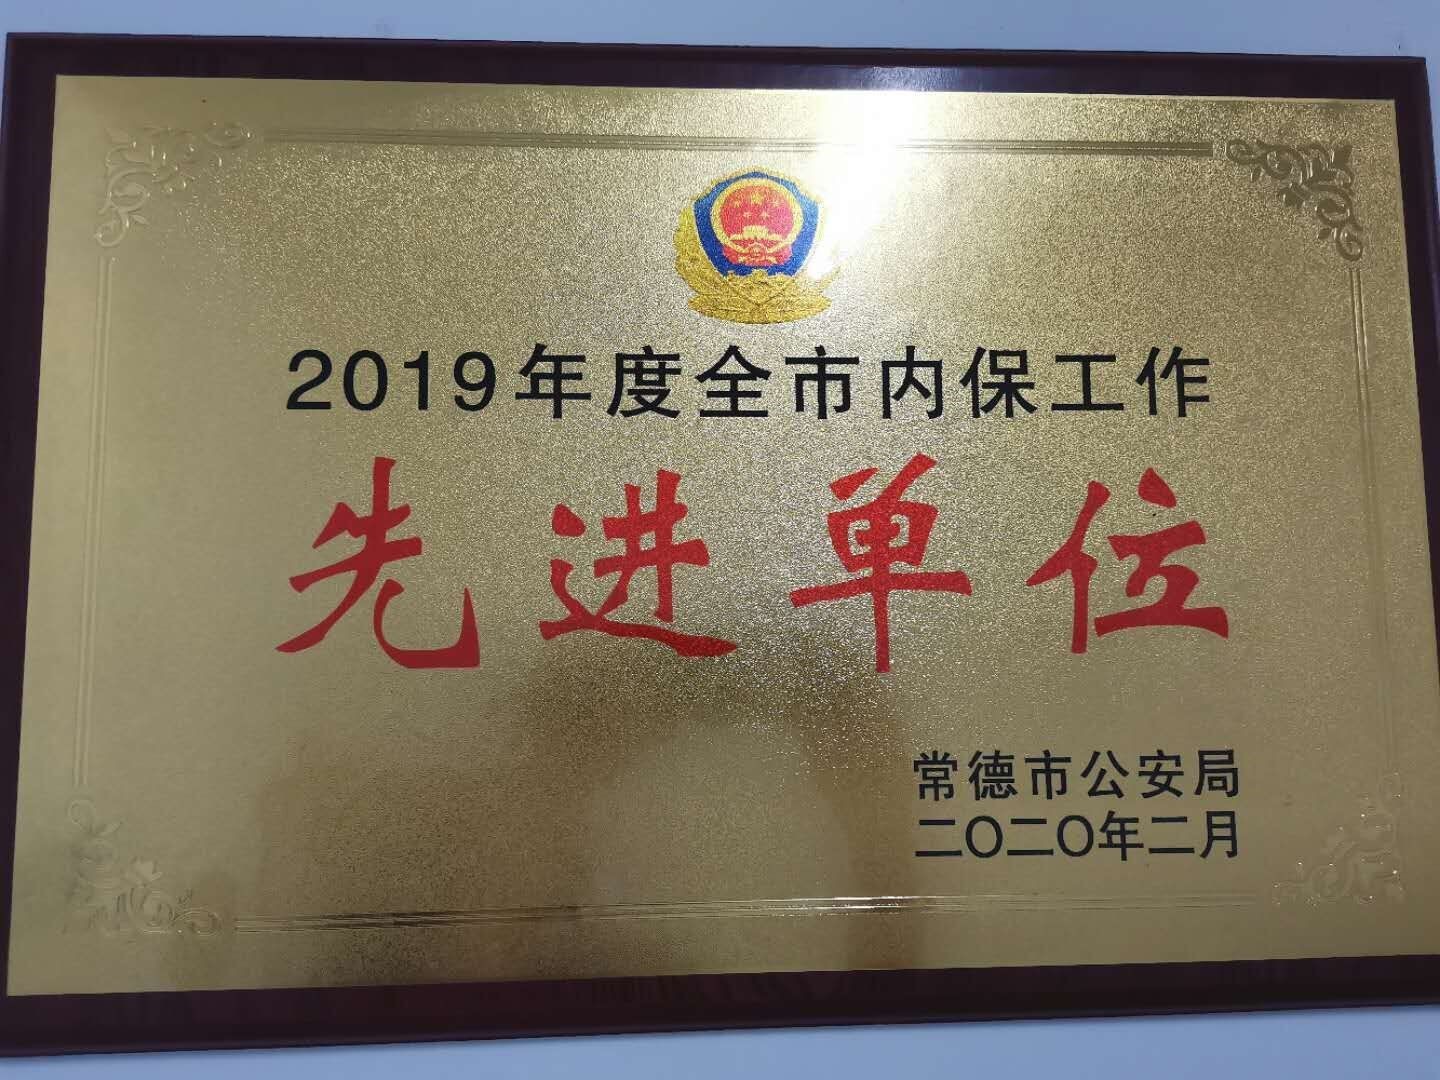 2019年度全市内保工作
先进单位
常德市公安局
二〇二〇年二月